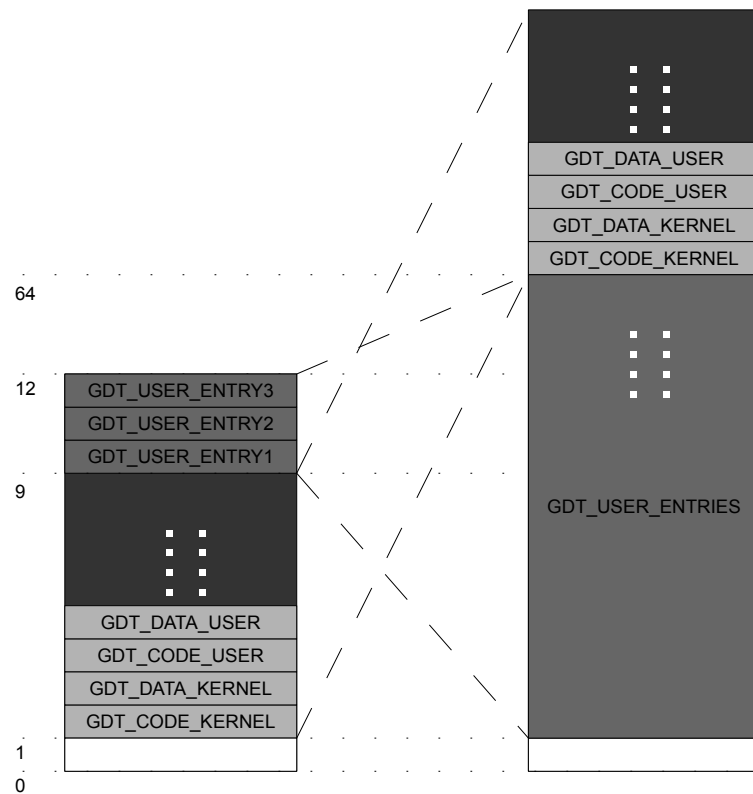 GDT_DATA_USER
GDT_CODE_USER
GDT_DATA_KERNEL
GDT_CODE_KERNEL
64
12
GDT_USER_ENTRY3
GDT_USER_ENTRY2
GDT_USER_ENTRY1
9
GDT_USER_ENTRIES
GDT_DATA_USER
GDT_CODE_USER
GDT_DATA_KERNEL
GDT_CODE_KERNEL
1
0